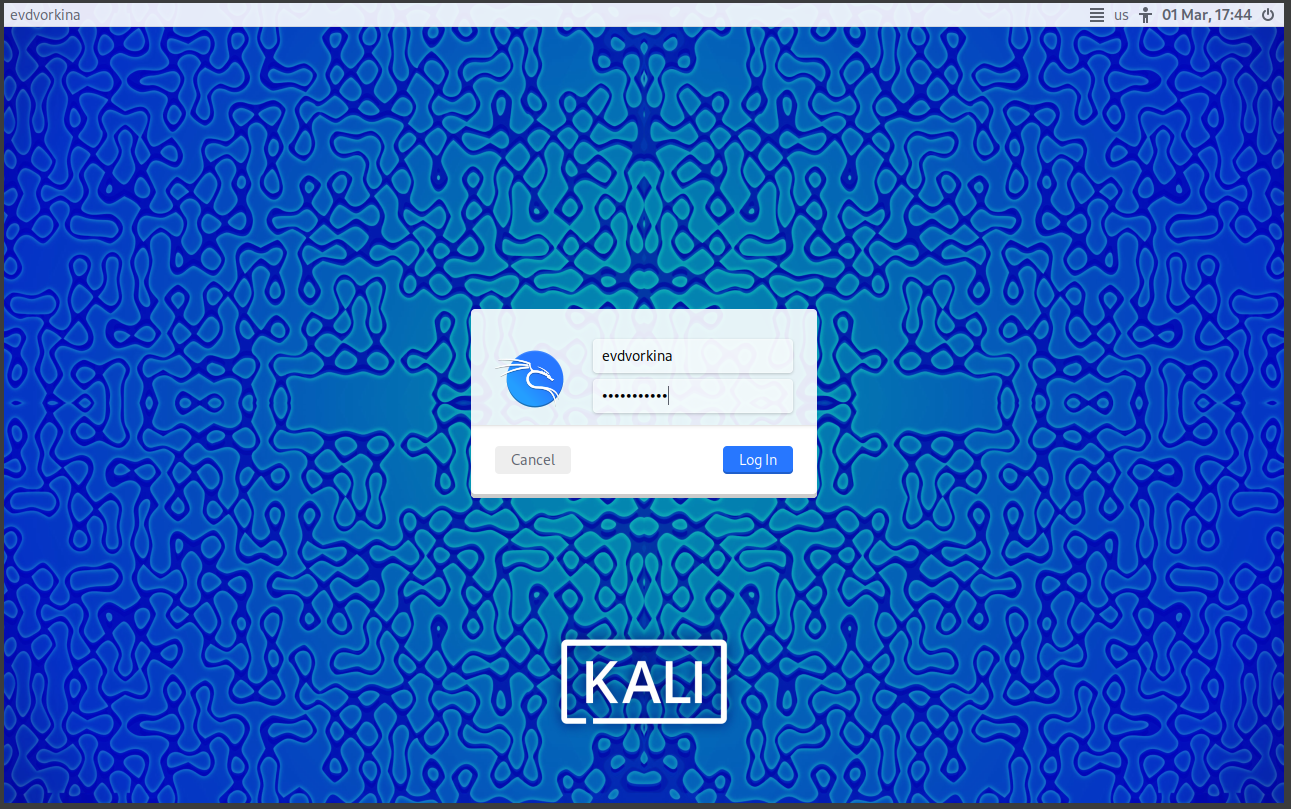 evdvorkina
us 01 Mar, 17:44
evdvorkina
•••••••••••
Cancel Log In
KALI